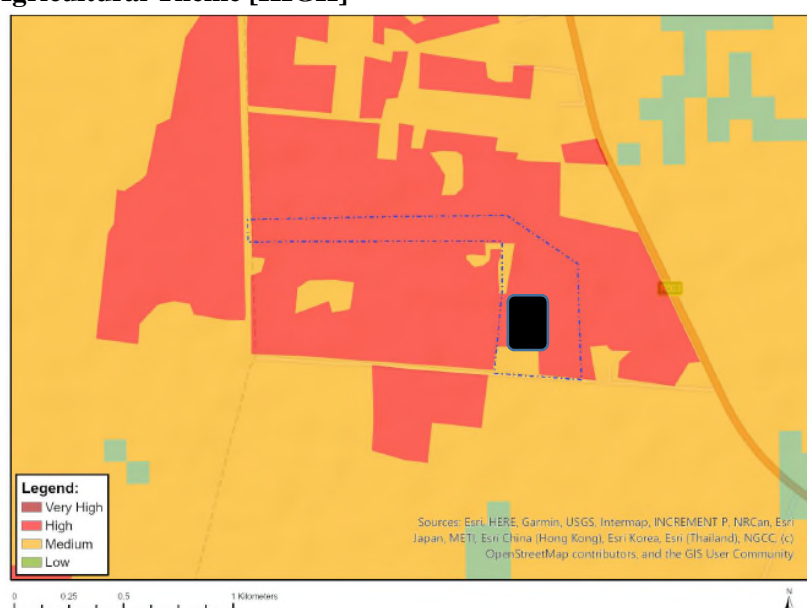 Agricultural Theme [HIGH]
Legend:
Very High
High
Medium
Low
Sources: Esri, HERE, Garmin, USGS, Intermap, INCREMENT P, NRCan, Esri
Japan, METI, Esri China (Hong Kong), Esri Korea, Esri (Thailand), NGCC, (c)
OpenStreetMap contributors, and the GIS User Community
0 0.25 0.5 1 Kilometers
N